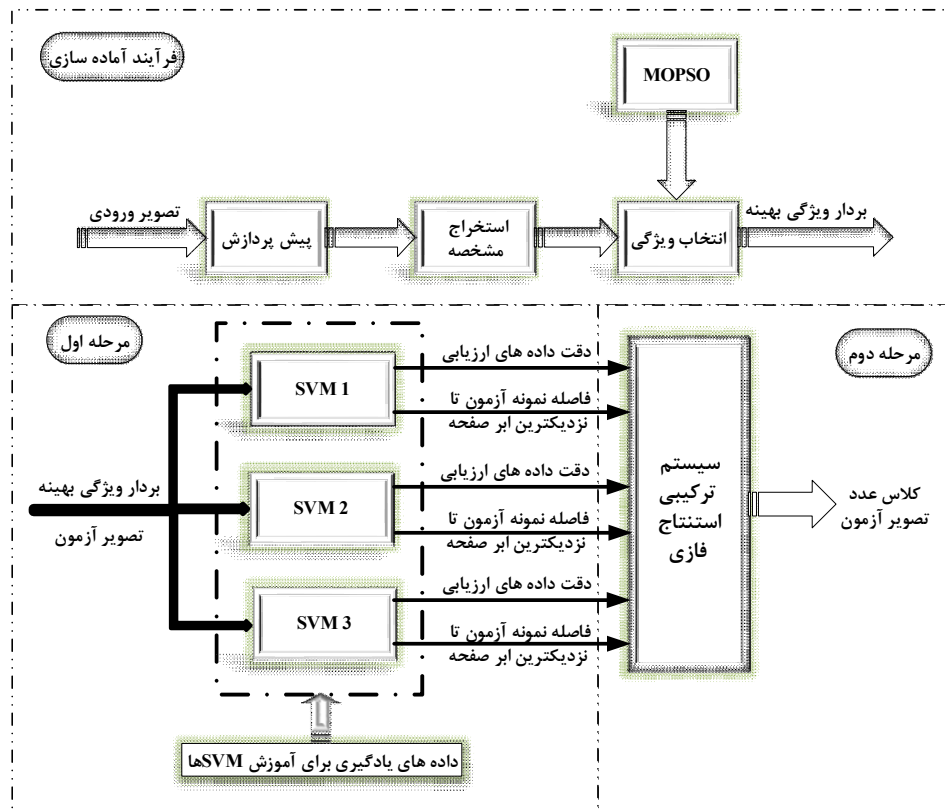 فرآیند آماده سازی
MOPSO
تصویر ورودی
پیش پردازش
استخراج
مشخصه
انتخاب ویژگی
بردار ویژگی بهینه
مرحله اول
بردار ویژگی بهینه
تصویر آزمون
SVM 1
دقت داده های ارزیابی
فاصله نمونه آزمون تا
نزدیکترین ابر صفحه
SVM 2
دقت داده های ارزیابی
فاصله نمونه آزمون تا
نزدیکترین ابر صفحه
SVM 3
دقت داده های ارزیابی
فاصله نمونه آزمون تا
نزدیکترین ابر صفحه
داده های یادگیری برای آموزش SVMها
مرحله دوم
سیستم
ترکیبی
استنتاج
فازی
کلاس عدد
تصویر آزمون